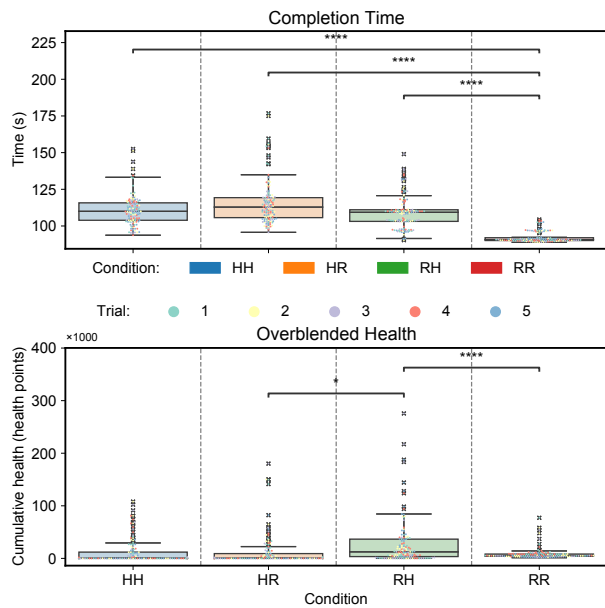 Completion Time
225
200
175
150
125
100
Time (s)
****
****
****
Condition: HH HR RH RR
Trial: 1 2 3 4 5
×1000
Overblended Health
400
300
200
100
0
Cumulative health (health points)
****
*
HH HR RH RR
Condition